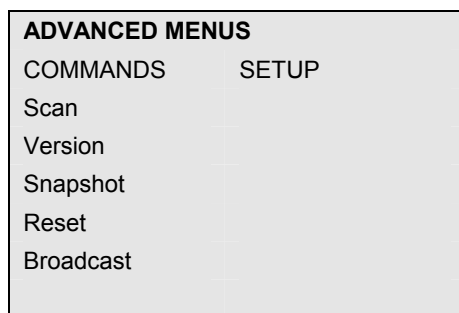 ADVANCED MENUS
COMMANDS SETUP
Scan
Version
Snapshot
Reset
Broadcast